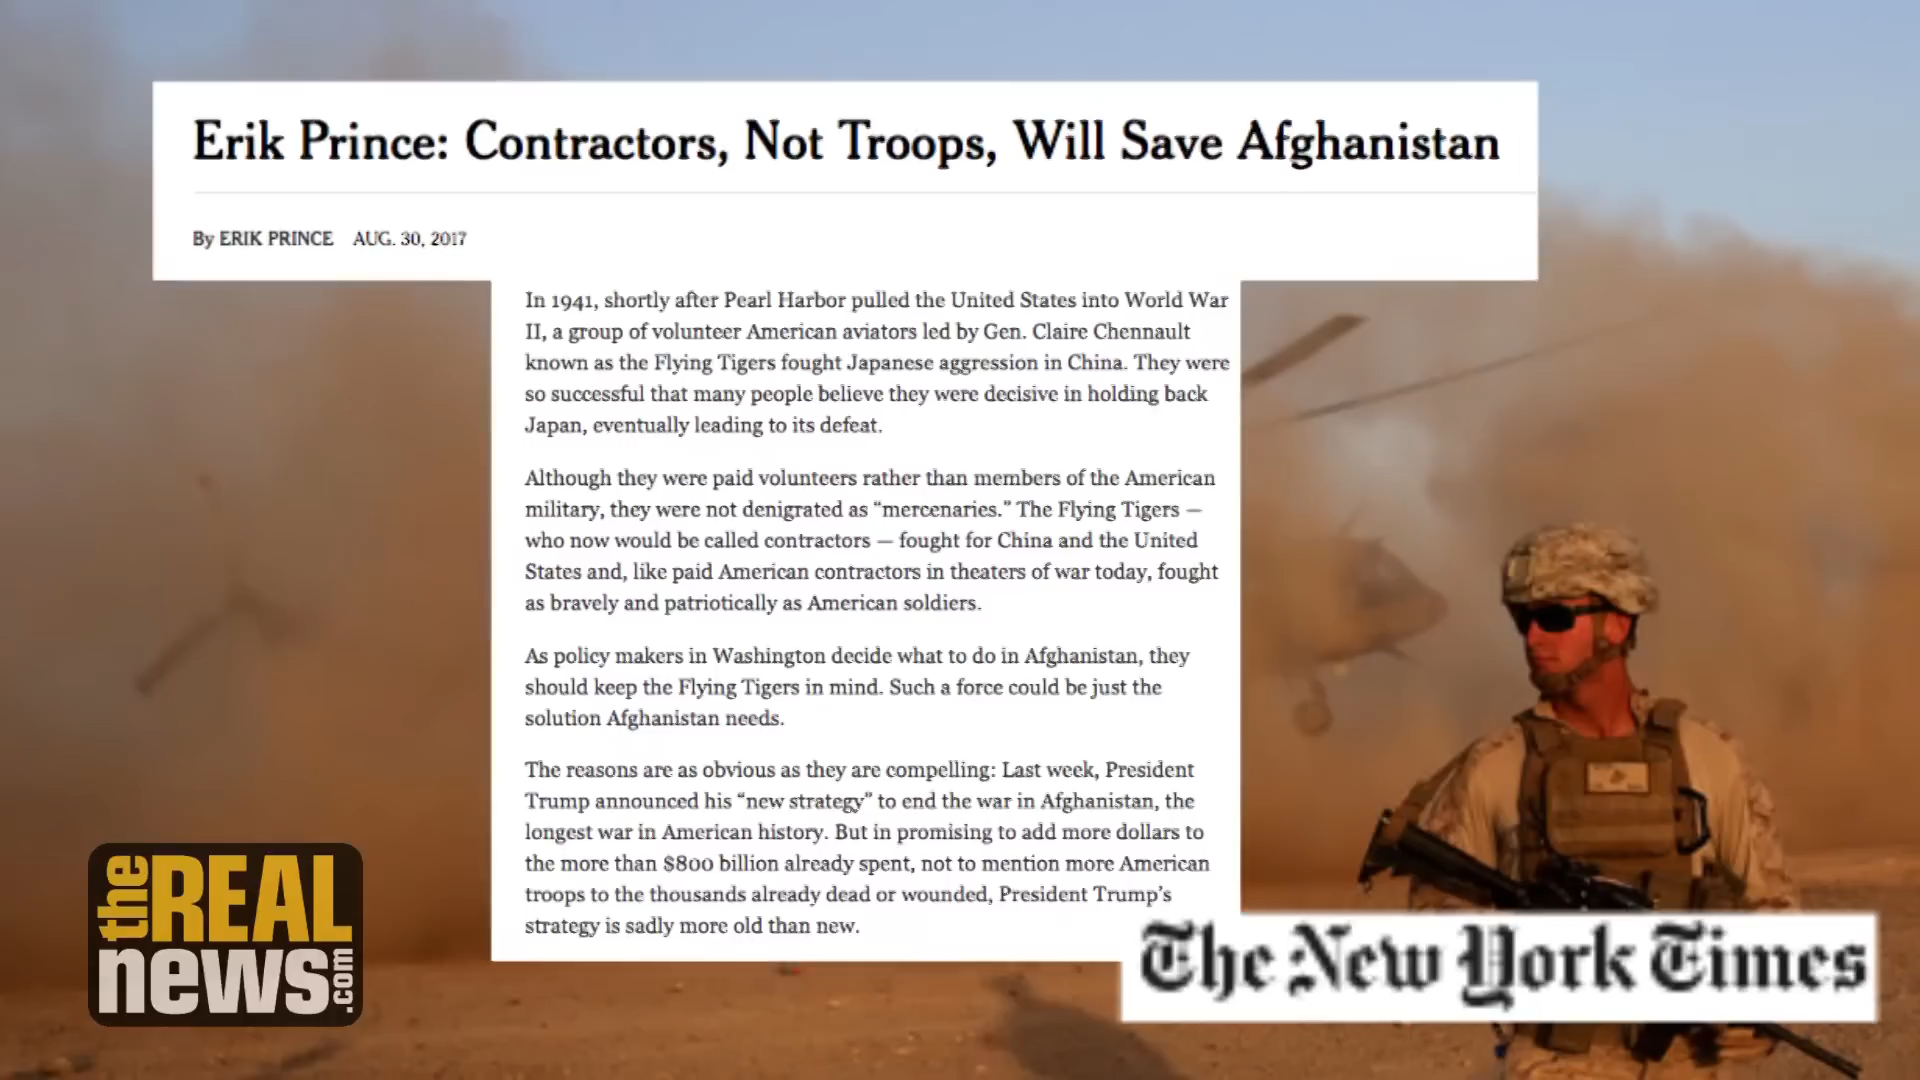 Erik Prince: Contractors, Not Troops, Will Save Afghanistan
By ERIK PRINCE AUG. 30, 2017
In 1941, shortly after Pearl Harbor pulled the United States into World War
II, a group of volunteer American aviators led by Gen. Claire Chennault
known as the Flying Tigers fought Japanese aggression in China. They were
so successful that many people believe they were decisive in holding back
Japan, eventually leading to its defeat.
Although they were paid volunteers rather than members of the American
military, they were not denigrated as “mercenaries.” The Flying Tigers —
who now would be called contractors — fought for China and the United
States and, like paid American contractors in theaters of war today, fought
as bravely and patriotically as American soldiers.
As policy makers in Washington decide what to do in Afghanistan, they
should keep the Flying Tigers in mind. Such a force could be just the
solution Afghanistan needs.
The reasons are as obvious as they are compelling: Last week, President
Trump announced his “new strategy” to end the war in Afghanistan, the
longest war in American history. But in promising to add more dollars to
the more than $800 billion already spent, not to mention more American
troops to the thousands already dead or wounded, President Trump’s
strategy is sadly more old than new.
the REAL
news.com
The New York Times